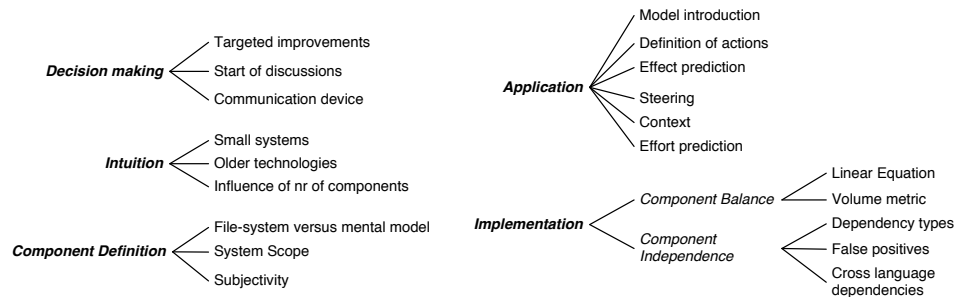 Decision making
Targeted improvements
Start of discussions
Communication device
Intuition
Small systems
Older technologies
Influence of nr of components
Component Definition
File-system versus mental model
System Scope
Subjectivity
Application
Model introduction
Definition of actions
Effect prediction
Steering
Context
Effort prediction
Implementation
Component Balance
Linear Equation
Volume metric
Component
Independence
Dependency types
False positives
Cross language
dependencies